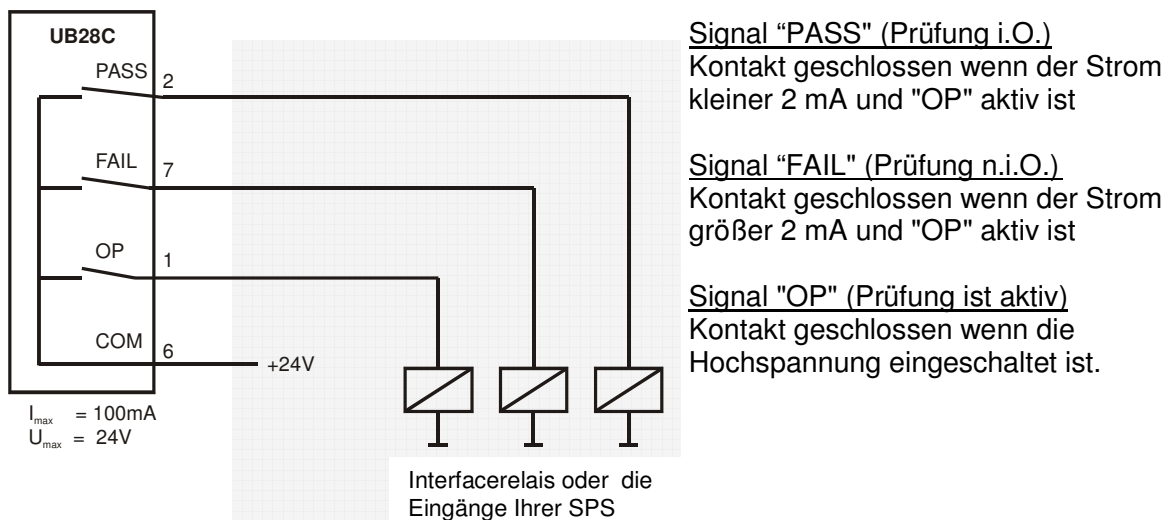 UB28C
PASS
2
FAIL
7
OP
1
COM
6
+24V
Imax = 100mA
Umax = 24V
Interfacerelais oder die
Eingänge Ihrer SPS
Signal “PASS" (Prüfung i.O.)
Kontakt geschlossen wenn der Strom
kleiner 2 mA und "OP" aktiv ist
Signal “FAIL" (Prüfung n.i.O.)
Kontakt geschlossen wenn der Strom
größer 2 mA und "OP" aktiv ist
Signal "OP" (Prüfung ist aktiv)
Kontakt geschlossen wenn die
Hochspannung eingeschaltet ist.